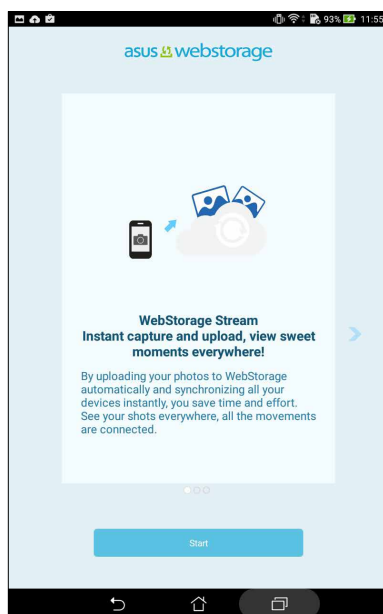 93% 11:55
asus webstorage
WebStorage Stream
Instant capture and upload, view sweet
moments everywhere!
By uploading your photos to WebStorage
automatically and synchronizing all your
devices instantly, you save time and effort.
See your shots everywhere, all the movements
are connected.
Start